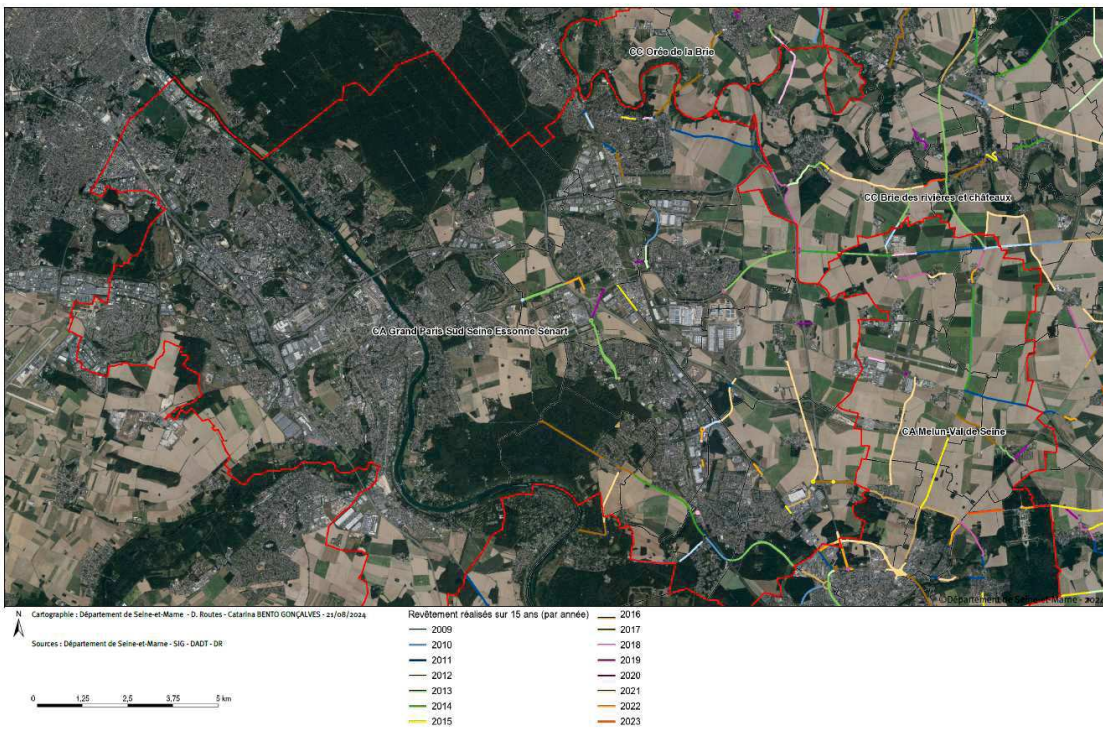 CC Orée de la Brie
CC Brie des rivières et châteaux
CA Grand Paris Sud Seine Essonne Sénart
CA Melun-Val de Seine
©Département de Seine-et-Marne - 2024
N
Cartographie : Département de Seine-et-Marne - D. Routes - Catarina BENTO GONÇALVES - 21/08/2024
Sources : Département de Seine-et-Marne - SIG - DADT - DR
0 1,25 2,5 3,75 5 km
Revêtement réalisés sur 15 ans (par année)
2009
2010
2011
2012
2013
2014
2015
2016
2017
2018
2019
2020
2021
2022
2023